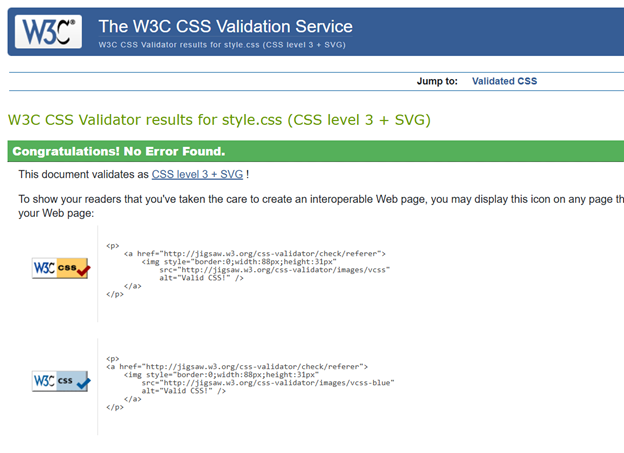 W3C®
The W3C CSS Validation Service
W3C CSS Validator results for style.css (CSS level 3 + SVG)
Jump to: Validated CSS
W3C CSS Validator results for style.css (CSS level 3 + SVG)
Congratulations! No Error Found.
This document validates as CSS level 3 + SVG !
To show your readers that you've taken the care to create an interoperable Web page, you may display this icon on any page th
your Web page:
W3C css
<p>
<a href="http://jigsaw.w3.org/css-validator/check/referer">
<img style="border:0;width:88px;height:31px"
src="http://jigsaw.w3.org/css-validator/images/vcss"
alt="Valid CSS!" />
</a>
</p>
W3C css
<p>
<a href="http://jigsaw.w3.org/css-validator/check/referer">
<img style="border:0;width:88px;height:31px"
src="http://jigsaw.w3.org/css-validator/images/vcss-blue"
alt="Valid CSS!" />
</a>
</p>